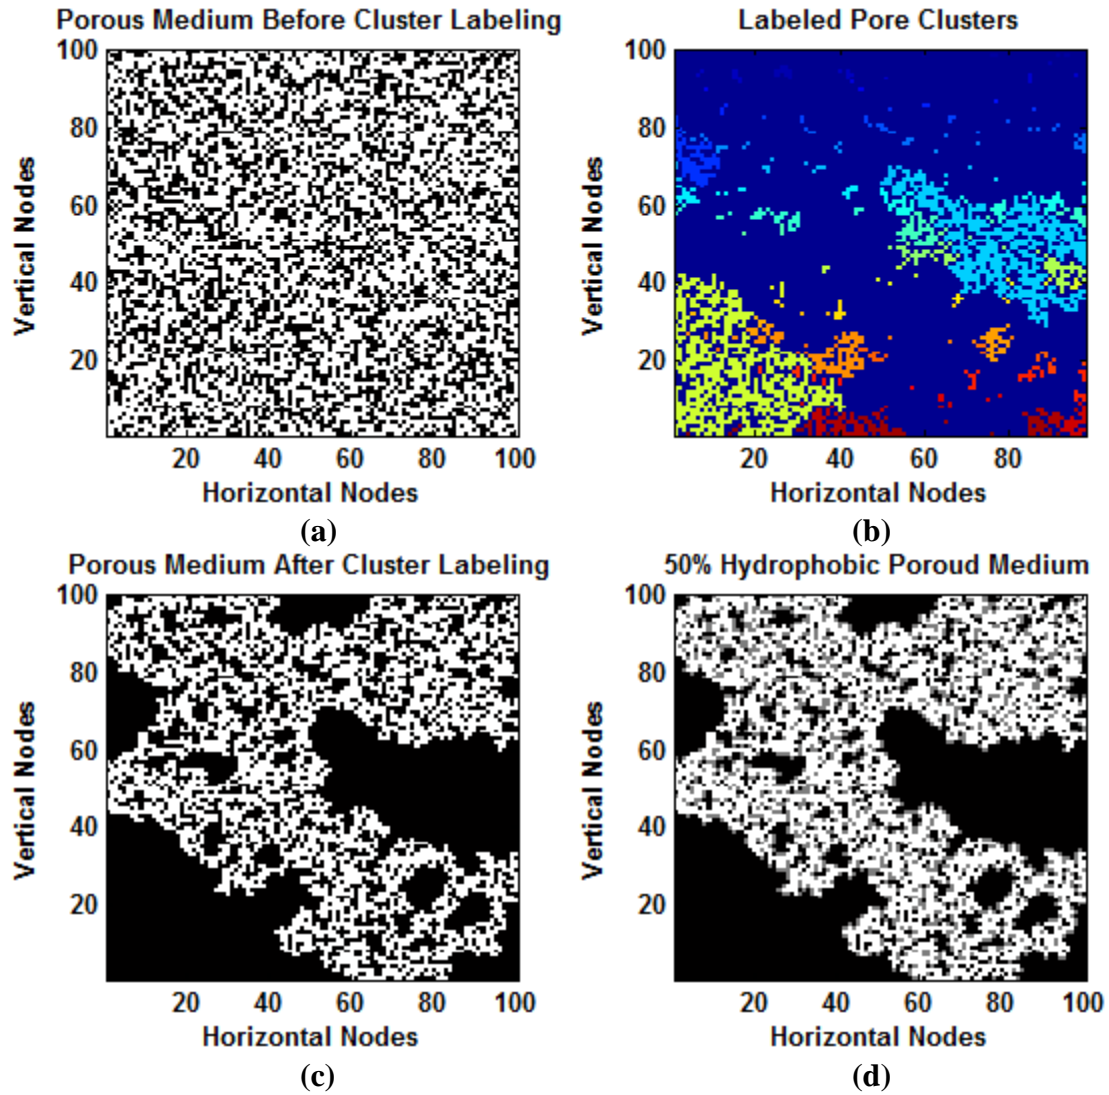 Porous Medium Before Cluster Labeling
100
80
60
40
20
Vertical Nodes
20 40 60 80 100
Horizontal Nodes
(a)
Labeled Pore Clusters
100
80
60
40
20
Vertical Nodes
20 40 60 80
Horizontal Nodes
(b)
Porous Medium After Cluster Labeling
100
80
60
40
20
Vertical Nodes
20 40 60 80 100
Horizontal Nodes
(c)
50% Hydrophobic Poroud Medium
100
80
60
40
20
Vertical Nodes
20 40 60 80 100
Horizontal Nodes
(d)